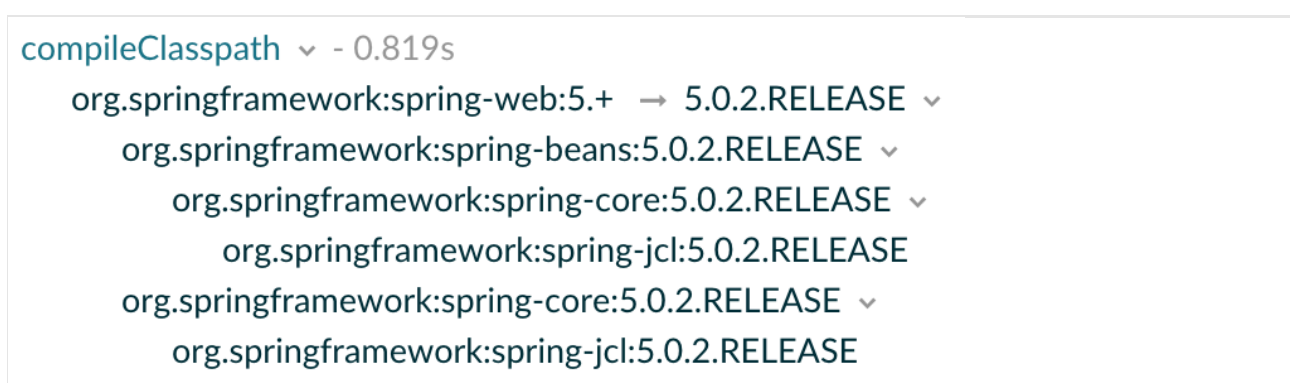 compileClasspath - 0.819s
org.springframework:spring-web:5.+ → 5.0.2.RELEASE
org.springframework:spring-beans:5.0.2.RELEASE
org.springframework:spring-core:5.0.2.RELEASE
org.springframework:spring-jcl:5.0.2.RELEASE
org.springframework:spring-core:5.0.2.RELEASE
org.springframework:spring-jcl:5.0.2.RELEASE